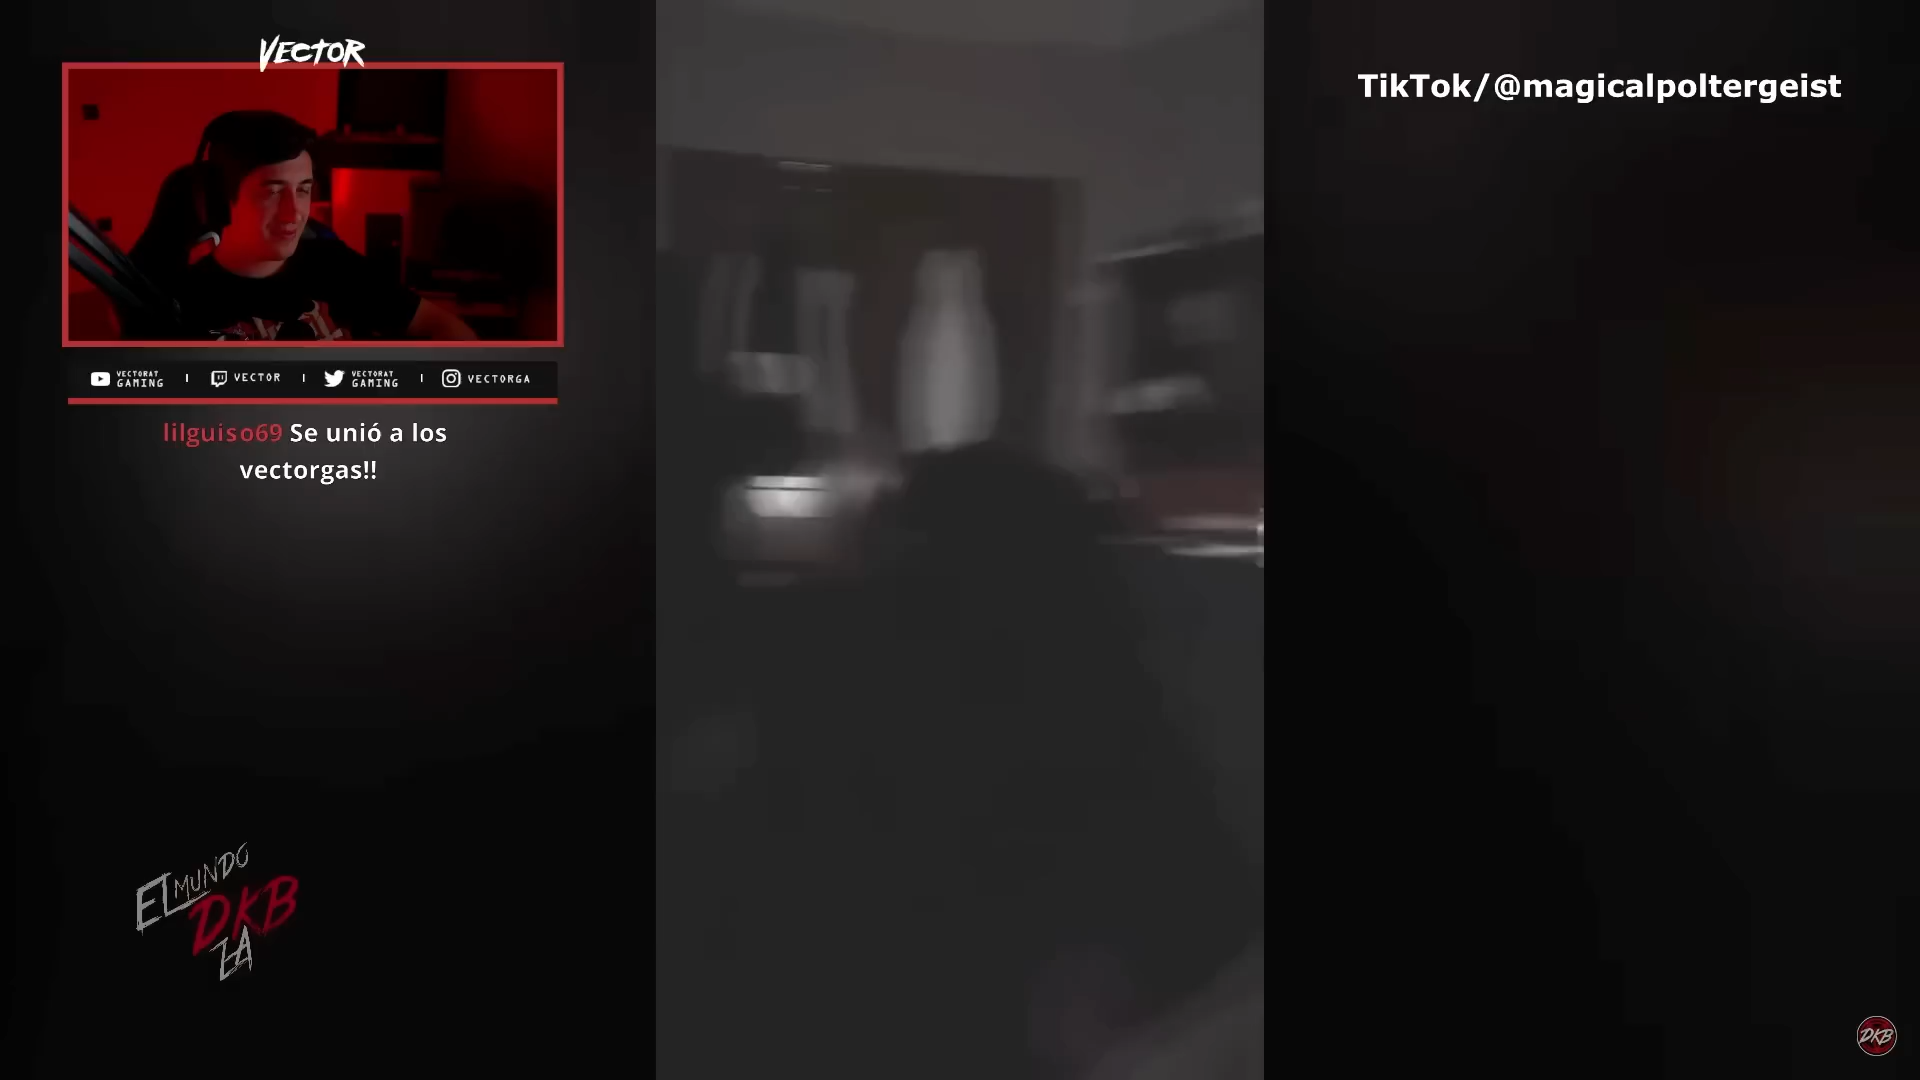 VECTOR
TikTok/@magicalpoltergeist
VECTORAT GAMING
VECTOR
VECTORAT GAMING
VECTORGA
lilguiso69 Se unió a los
vectorgas!!
EL MUNDO
DKB
ZA
DKB